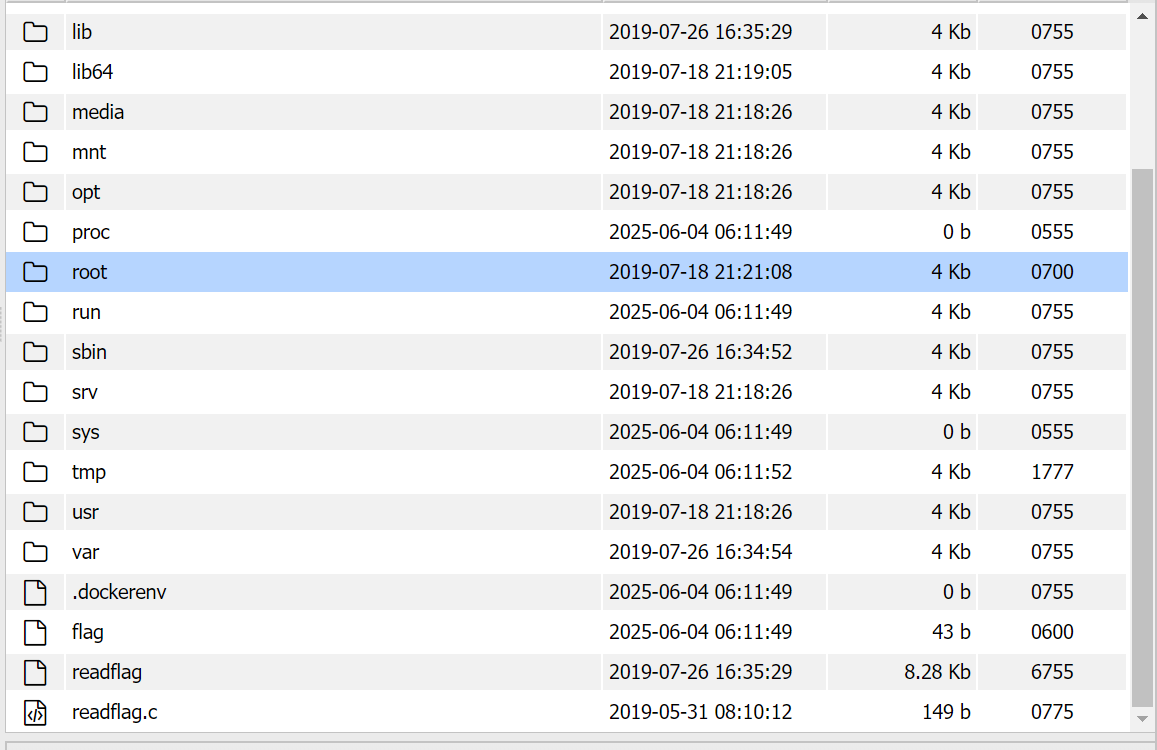 lib 2019-07-26 16:35:29 4 Kb 0755
lib64 2019-07-18 21:19:05 4 Kb 0755
media 2019-07-18 21:18:26 4 Kb 0755
mnt 2019-07-18 21:18:26 4 Kb 0755
opt 2019-07-18 21:18:26 4 Kb 0755
proc 2025-06-04 06:11:49 0 b 0555
root 2019-07-18 21:21:08 4 Kb 0700
run 2025-06-04 06:11:49 4 Kb 0755
sbin 2019-07-26 16:34:52 4 Kb 0755
srv 2019-07-18 21:18:26 4 Kb 0755
sys 2025-06-04 06:11:49 0 b 0555
tmp 2025-06-04 06:11:52 4 Kb 1777
usr 2019-07-18 21:18:26 4 Kb 0755
var 2019-07-26 16:34:54 4 Kb 0755
.dockerenv 2025-06-04 06:11:49 0 b 0755
flag 2025-06-04 06:11:49 43 b 0600
readflag 2019-07-26 16:35:29 8.28 Kb 6755
readflag.c 2019-05-31 08:10:12 149 b 0775